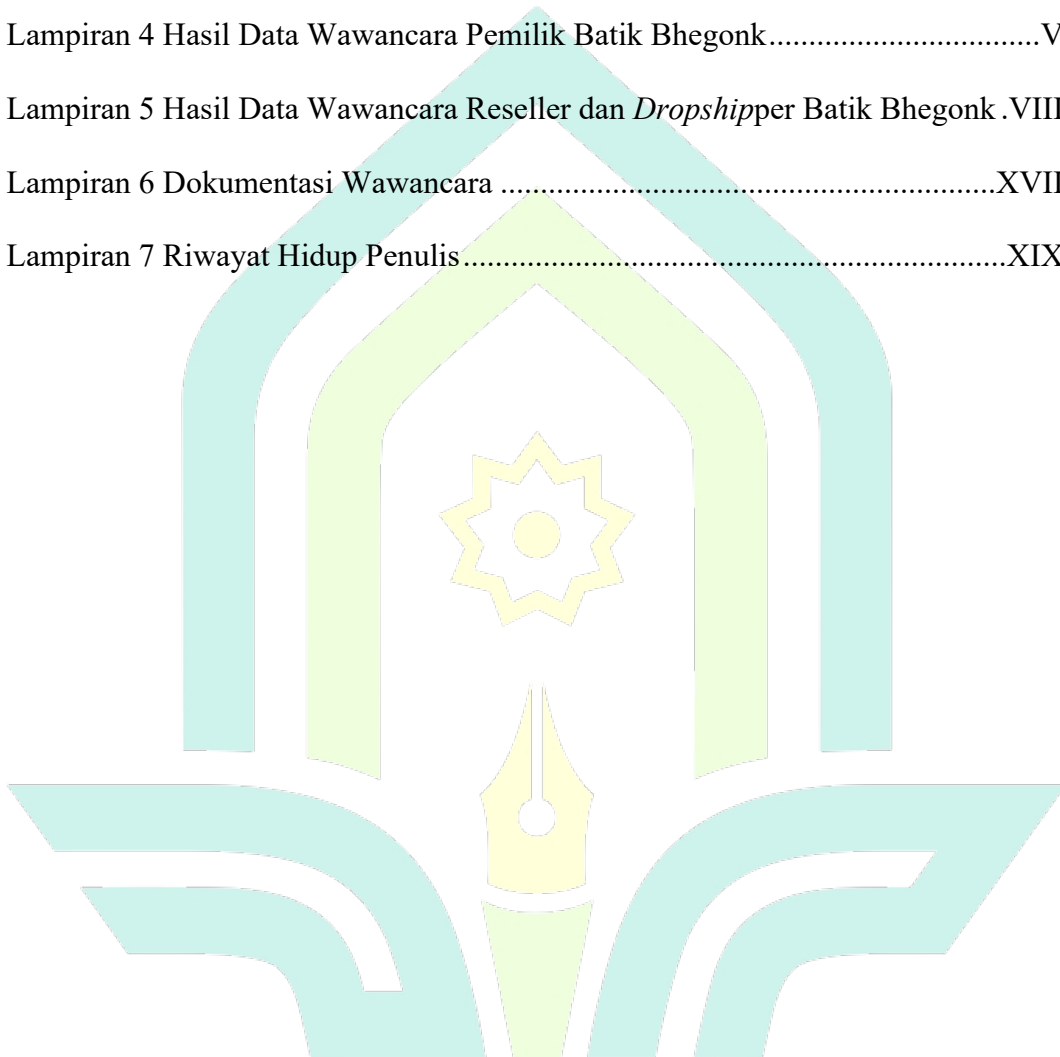 Lampiran 4 Hasil Data Wawancara Pemilik Batik Bhegonk..................................V
Lampiran 5 Hasil Data Wawancara Reseller dan Dropshipper Batik Bhegonk .VIII
Lampiran 6 Dokumentasi Wawancara ...............................................................XVII
Lampiran 7 Riwayat Hidup Penulis.....................................................................XIX